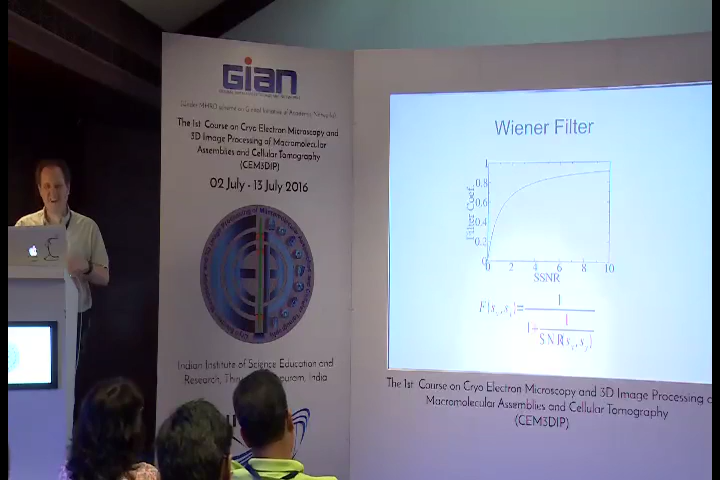 GIAN
The 1st Course on Cryo Electron Microscopy and
3D Image Processing of Macromolecular
Assemblies and Cellular Tomography
(CEM3DIP)
02 July - 13 July 2016
Indian Institute of Science Education and
Research, India
Wiener Filter
Filter Coef.
1
0.8
0.6
0.4
0.2
0
0 2 4 6 8 10
SSNR
1
1+
1
SNR
The 1st Course on Cryo Electron Microscopy and 3D Image Processing of
Macromolecular Assemblies and Cellular Tomography
(CEM3DIP)